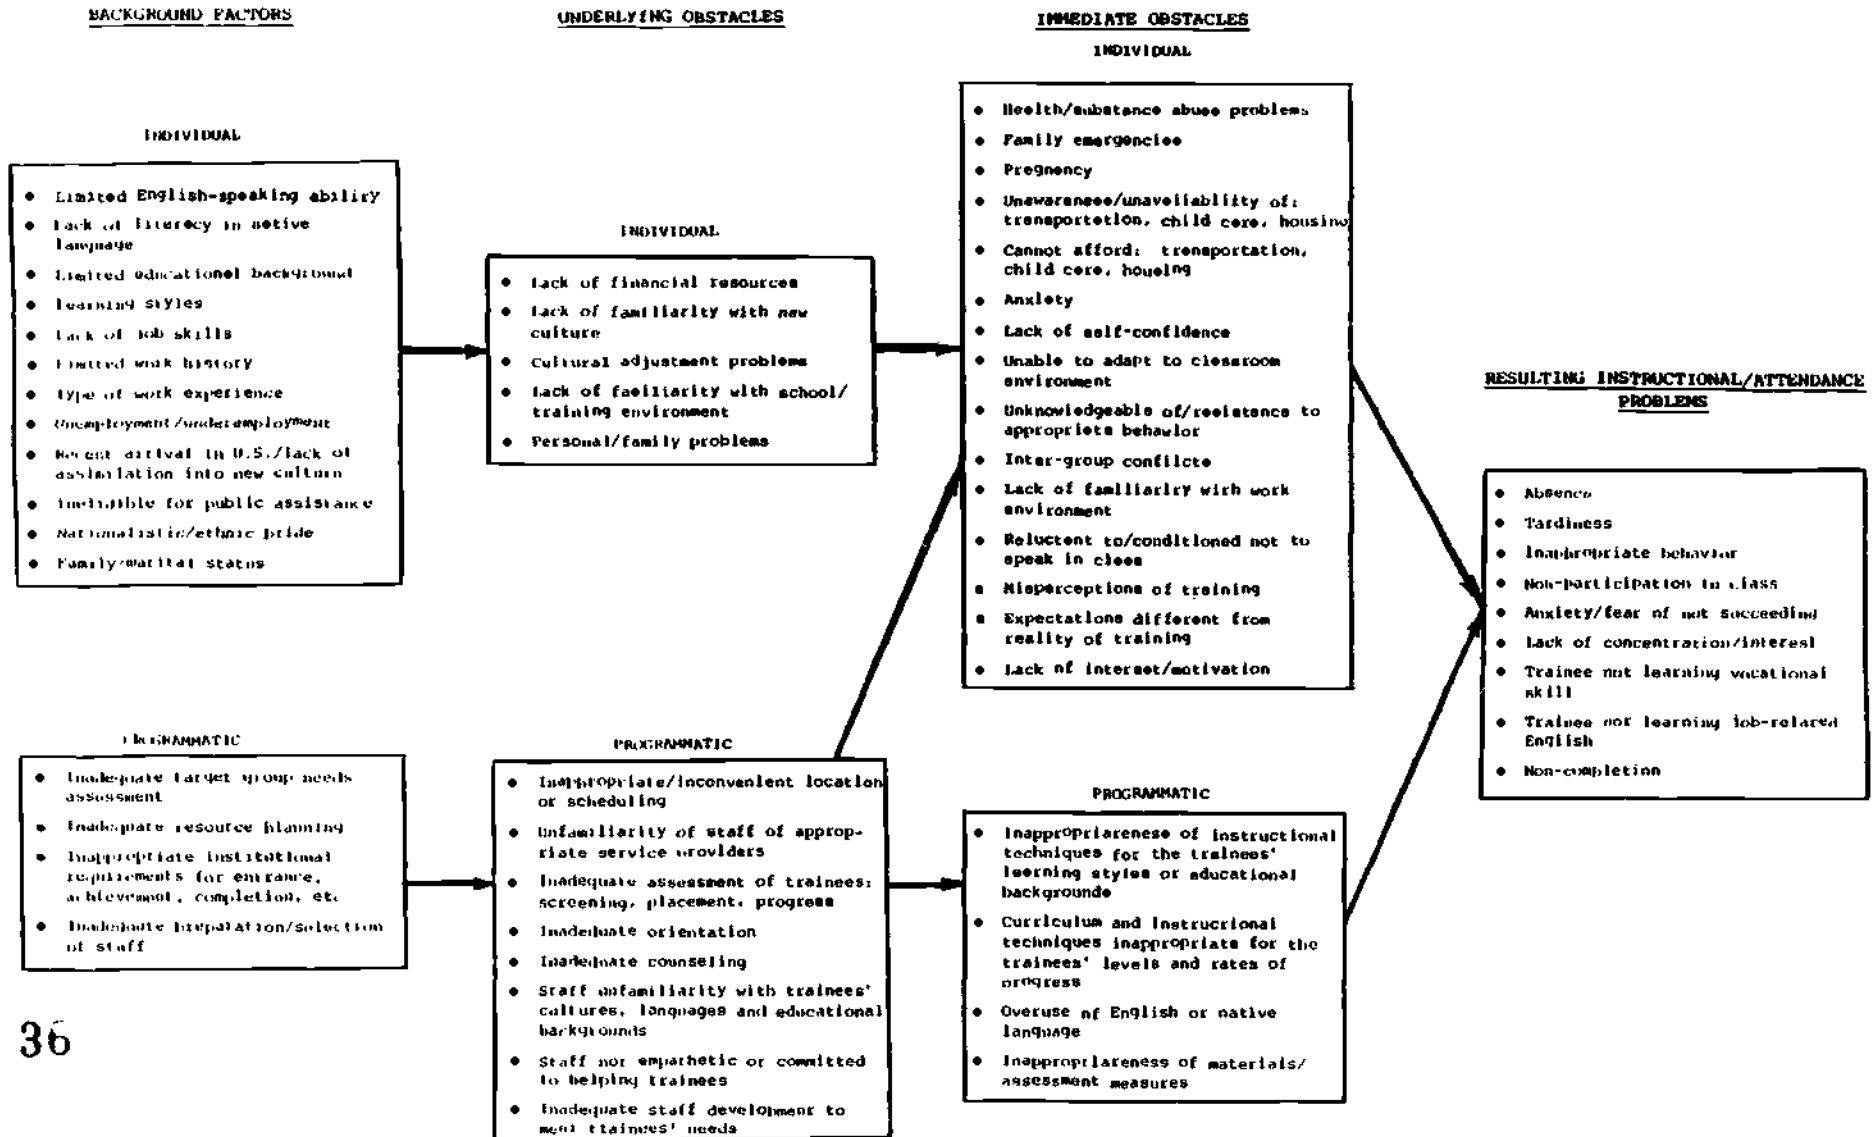 BACKGROUND FACTORS
INDIVIDUAL
• Limited English-speaking ability
• Lack of literacy in native
language
• Limited educational background
• Learning styles
• Lack of job skills
• Limited work history
• Type of work experience
• Unemployment/underemployment
• Recent arrival in U.S./lack of
assimilation into new culture
• Ineligible for public assistance
• Nationalistic/ethnic pride
• Family/marital status
PROGRAMMATIC
• Inadequate target group needs
assessment
• Inadequate resource planning
• Inappropriate institutional
requirements for entrance,
achievement, completion, etc.
• Inadequate preparation/selection
of staff
36
UNDERLYING OBSTACLES
INDIVIDUAL
• Lack of financial resources
• Lack of familiarity with new
culture
• Cultural adjustment problems
• Lack of familiarity with school/
training environment
• Personal/family problems
PROGRAMMATIC
• Inappropriate/inconvenient location
or scheduling
• Unfamiliarity of staff of approp-
riate service providers
• Inadequate assessment of trainees:
screening, placement, progress
• Inadequate orientation
• Inadequate counseling
• Staff unfamiliarity with trainees'
cultures, languages and educational
backgrounds
• Staff not empathetic or committed
to helping trainees
• Inadequate staff development to
meet trainees' needs
IMMEDIATE OBSTACLES
INDIVIDUAL
• Health/substance abuse problems
• Family emergencies
• Pregnancy
• Unawareness/unavailability of:
transportation, child care, housing
• Cannot afford: transportation,
child care, housing
• Anxiety
• Lack of self-confidence
• Unable to adapt to classroom
environment
• Unknowledgeable of/resistance to
appropriate behavior
• Inter-group conflicts
• Lack of familiarity with work
environment
• Reluctant to/conditioned not to
speak in class
• Misperceptions of training
• Expectations different from
reality of training
• Lack of interest/motivation
PROGRAMMATIC
• Inappropriateness of instructional
techniques for the trainees'
learning styles or educational
backgrounds
• Curriculum and instructional
techniques inappropriate for the
trainees' levels and rates of
progress
• Overuse of English or native
language
• Inappropriateness of materials/
assessment measures
RESULTING INSTRUCTIONAL/ATTENDANCE
PROBLEMS
• Absence
• Tardiness
• Inappropriate behavior
• Non-participation in class
• Anxiety/fear of not succeeding
• Lack of concentration/interest
• Trainee not learning vocational
skill
• Trainee not learning job-related
English
• Non-completion